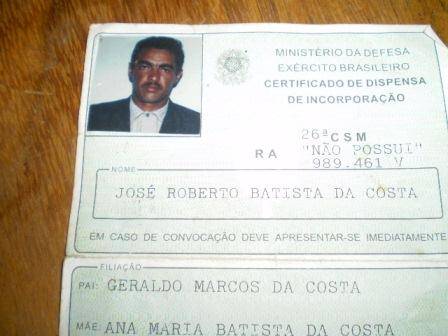 MINISTÉRIO DA DEFESA
EXÉRCITO BRASILEIRO
CERTIFICADO DE DISPENSA
DE INCORPORAÇÃO
26ª CSM
R A "NÃO POSSUI"
989.461 V
NOME
JOSÉ ROBERTO BATISTA DA COSTA
EM CASO DE CONVOCAÇÃO DEVE APRESENTAR-SE IMEDIATAMENTE
FILIAÇÃO
PAI: GERALDO MARCOS DA COSTA
MÃE: ANA MARIA BATISTA DA COSTA